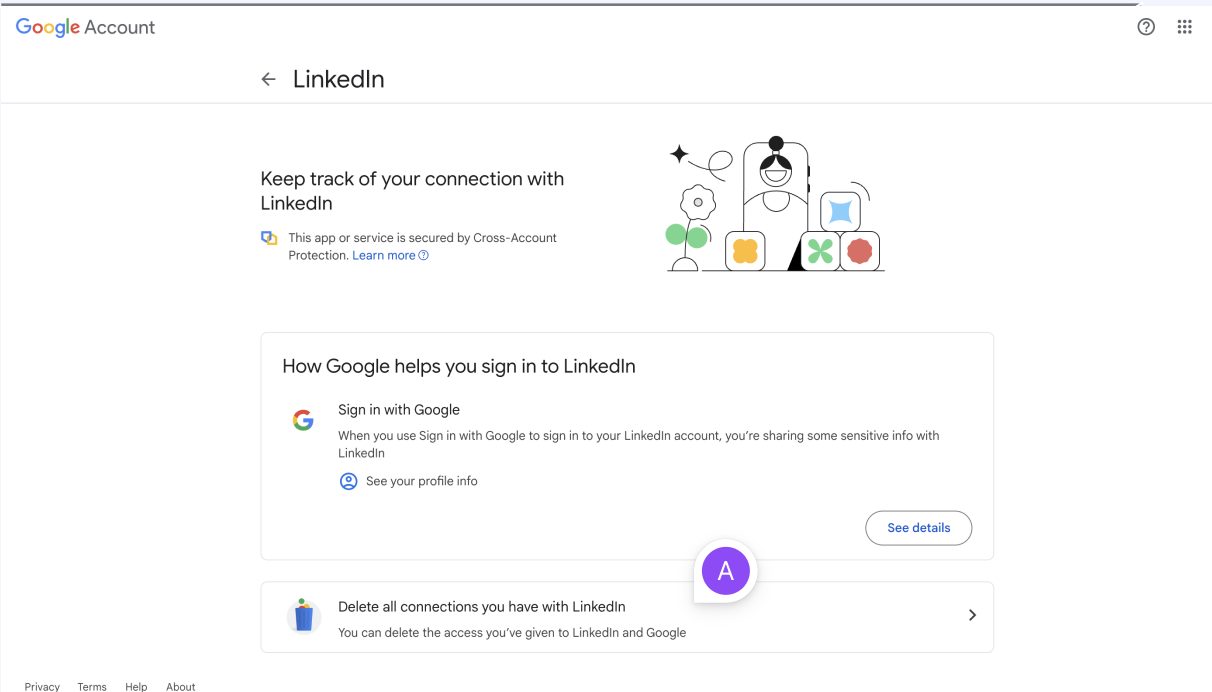 Google Account
LinkedIn
Keep track of your connection with
LinkedIn
This app or service is secured by Cross-Account
Protection. Learn more
How Google helps you sign in to LinkedIn
Sign in with Google
When you use Sign in with Google to sign in to your LinkedIn account, you’re sharing some sensitive info with
LinkedIn
See your profile info
See details
A
Delete all connections you have with LinkedIn
You can delete the access you’ve given to LinkedIn and Google
Privacy Terms Help About